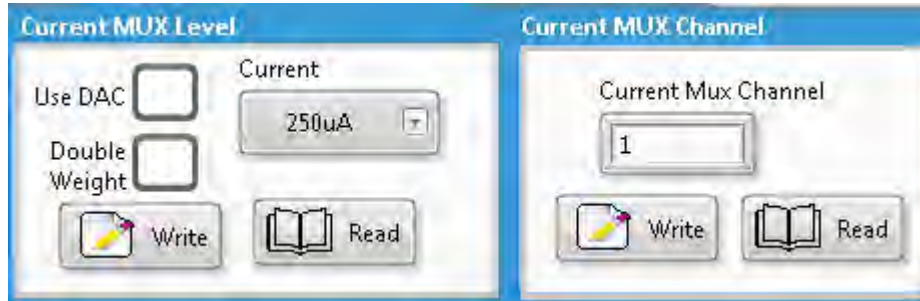 Current MUX Level
Use DAC
Current
250uA
Double
Weight
Write
Read
Current MUX Channel
Current Mux Channel
1
Write
Read